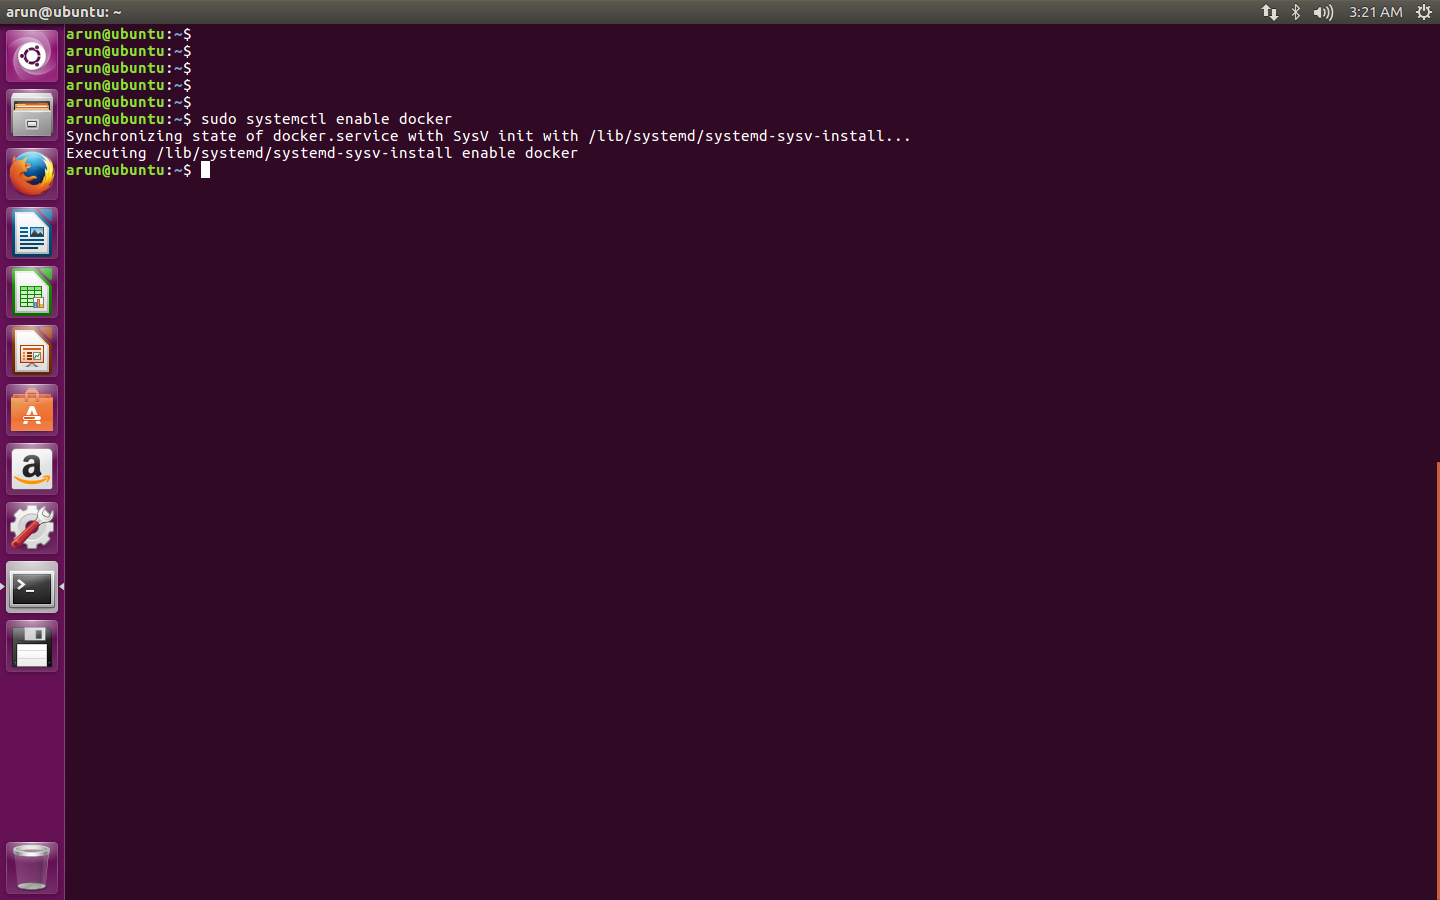 arun@ubuntu: ~
3:21 AM
arun@ubuntu:~$
arun@ubuntu:~$
arun@ubuntu:~$
arun@ubuntu:~$
arun@ubuntu:~$
arun@ubuntu:~$ sudo systemctl enable docker
Synchronizing state of docker.service with SysV init with /lib/systemd/systemd-sysv-install...
Executing /lib/systemd/systemd-sysv-install enable docker
arun@ubuntu:~$